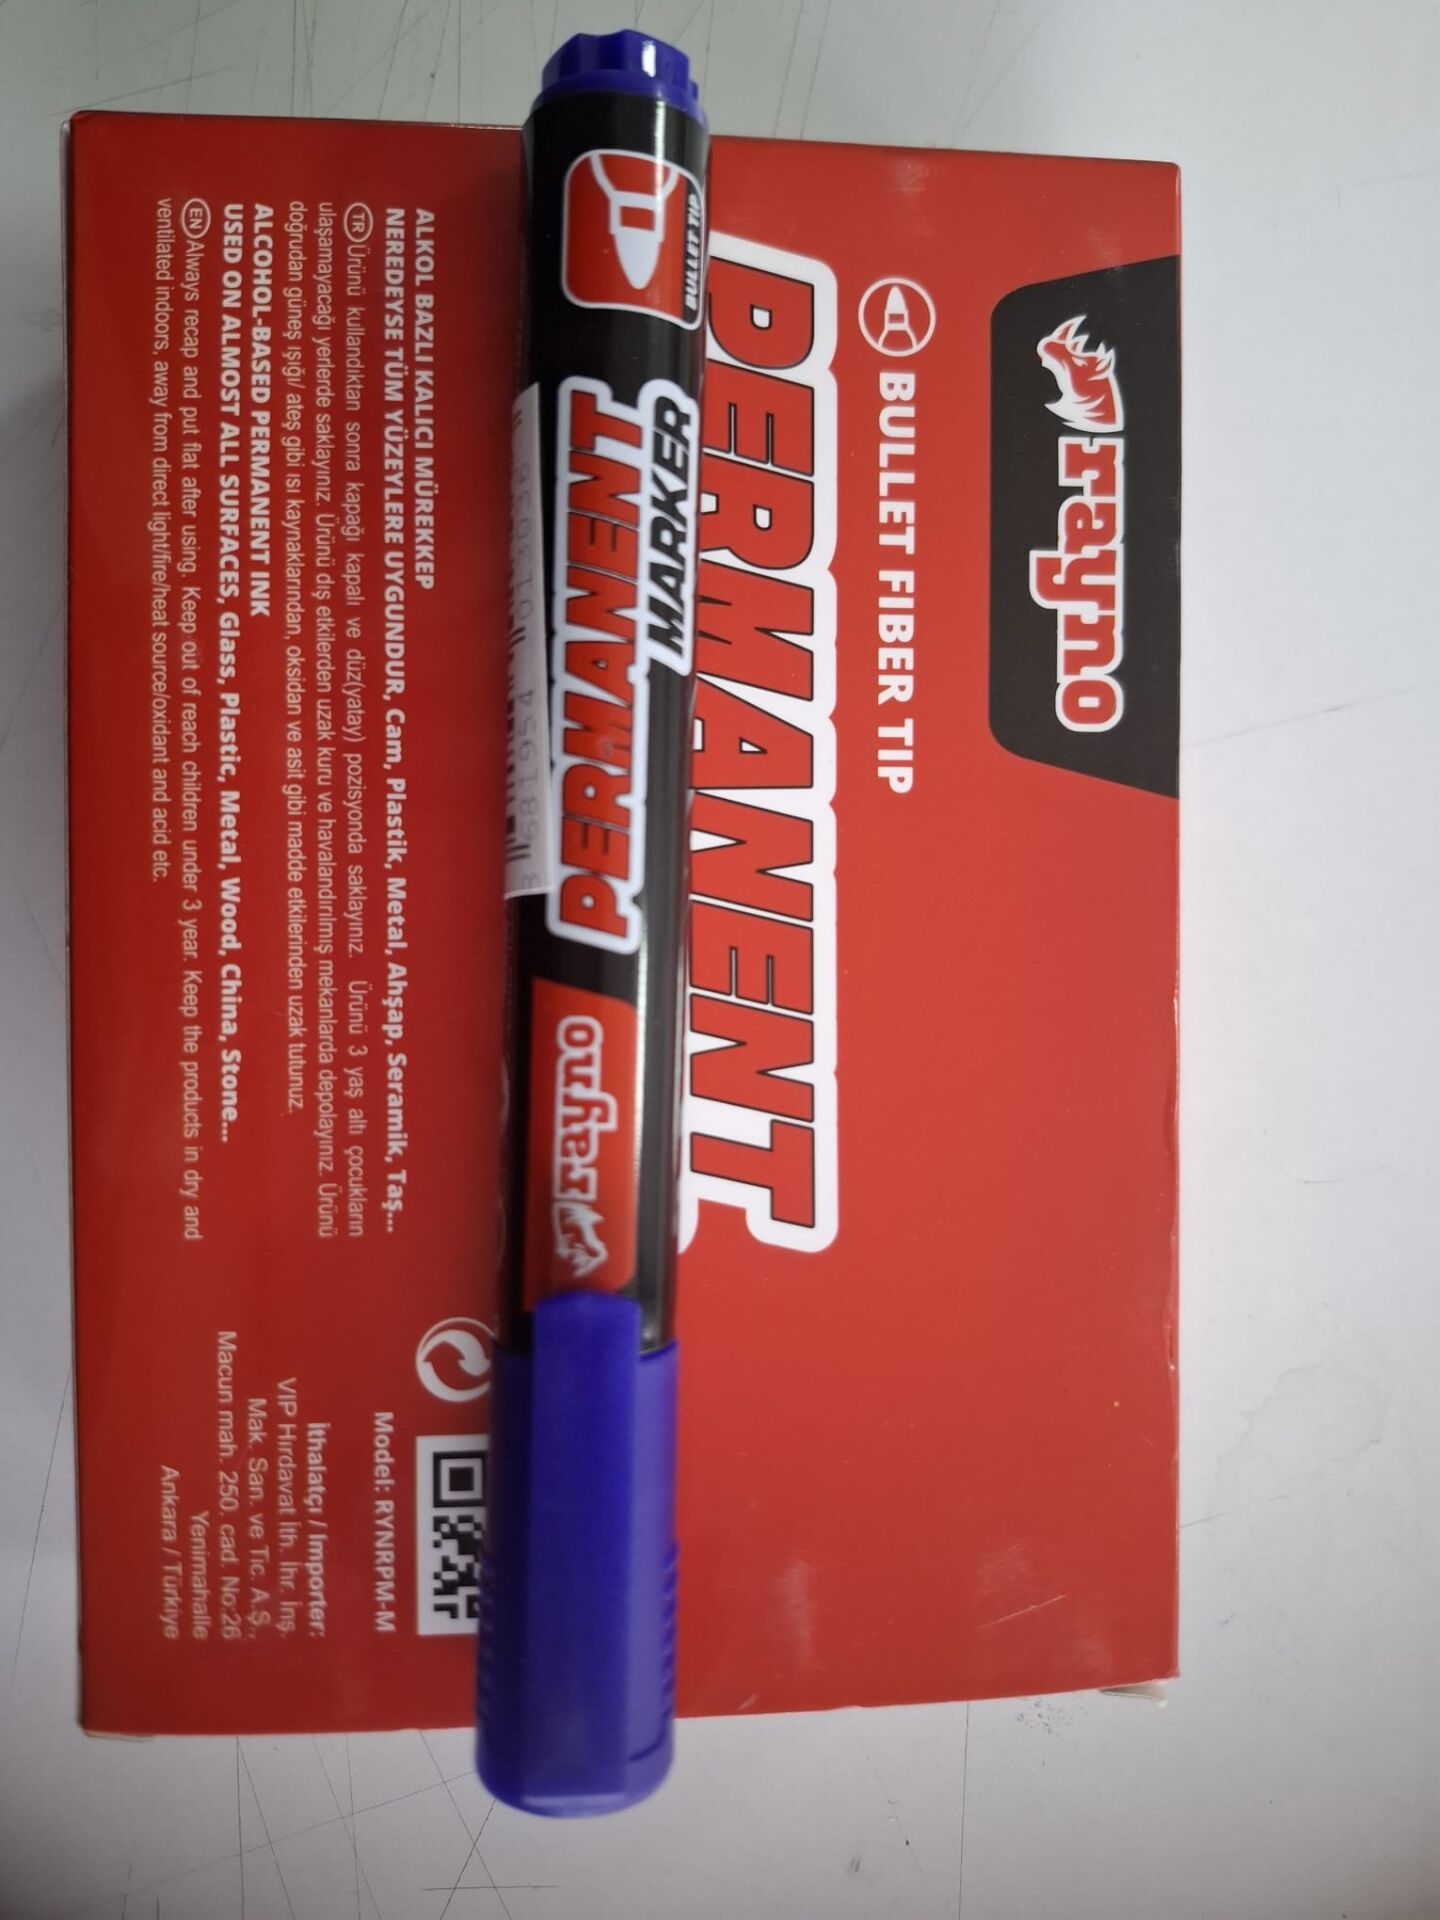 rayno
BULLET FIBER TIP
PERMANENT
BULLET TIP
PERMANENT
MARKER
rayno
ALKOL BAZLI KALICI MÜREKKEP
NEREDEYSE TÜM YÜZEYLERE UYGUNDUR, Cam, Plastik, Metal, Ahşap, Seramik, Taş...
TR Ürünü kullandıktan sonra kapağı kapalı ve düz(yatay) pozisyonda saklayınız. Ürünü 3 yaş altı çocukların
ulaşamayacağı yerlerde saklayınız. Ürünü dış etkilerden uzak kuru ve havalandırılmış mekanlarda depolayınız. Ürünü
doğrudan güneş ışığı/ ateş gibi ısı kaynaklarından, oksidan ve asit gibi madde etkilerinden uzak tutunuz.
ALCOHOL-BASED PERMANENT INK
USED ON ALMOST ALL SURFACES, Glass, Plastic, Metal, Wood, China, Stone...
EN Always recap and put flat after using. Keep out of reach children under 3 year. Keep the products in dry and
ventilated indoors, away from direct light/fire/heat source/oxidant and acid etc.
Model: RYNRPM-M
İthalatçı / Importer:
VIP Hırdavat İth. İhr. İnş.
Mak. San. ve Tic. A.Ş.,
Macun mah. 250. cad. No:26
Yenimahalle
Ankara / Türkiye